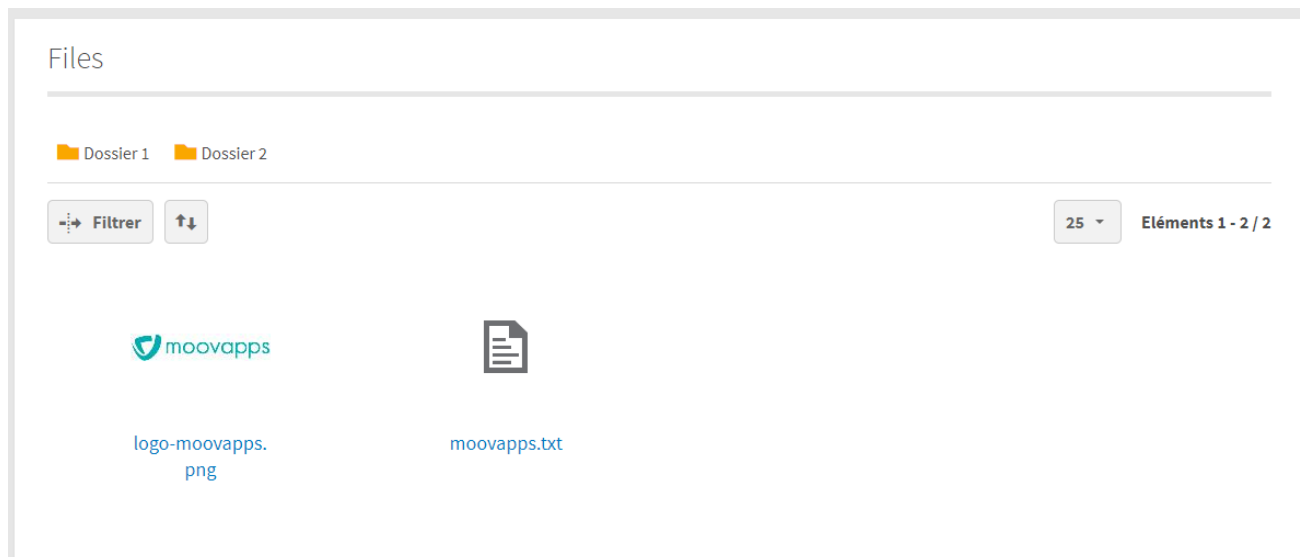 Files
Dossier 1 Dossier 2
Filtrer
25 Eléments 1 - 2 / 2
moovapps
logo-moovapps.
png
moovapps.txt